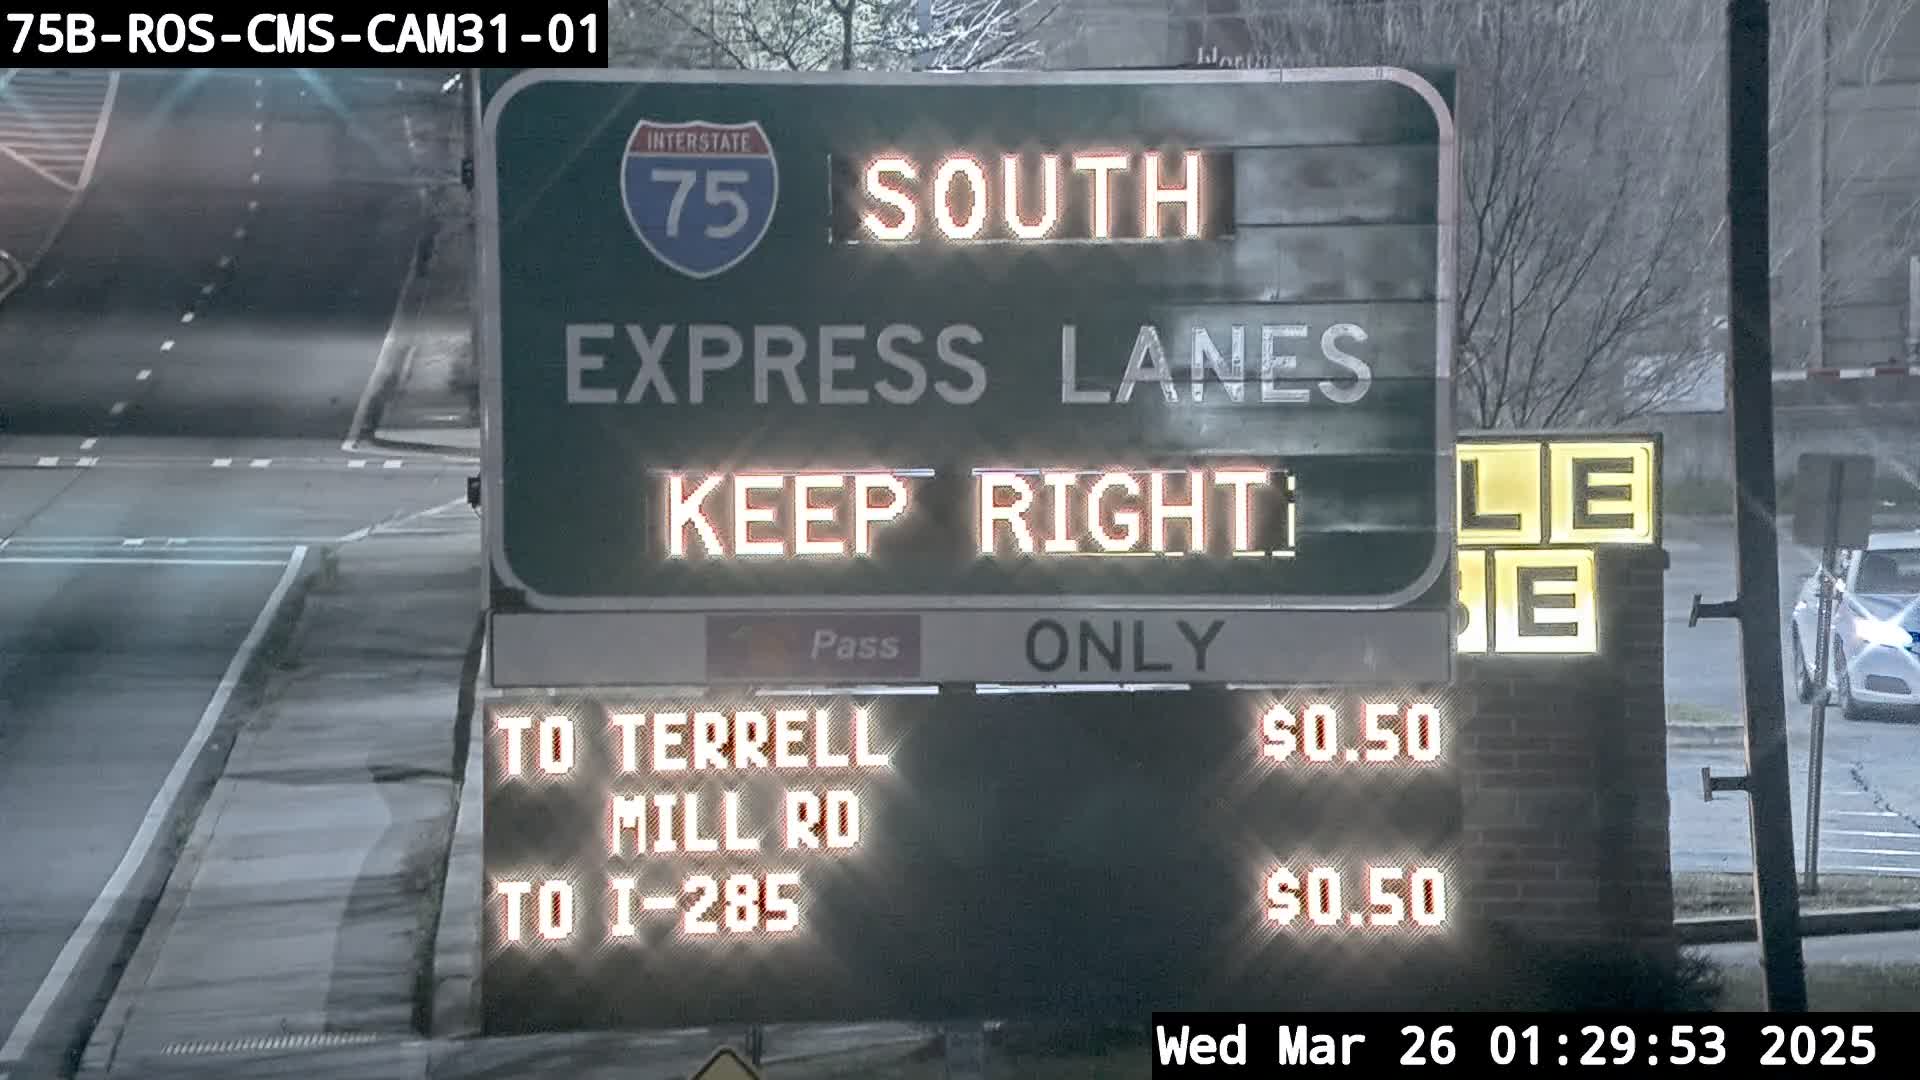 75B-ROS-CMS-CAM31-01
INTERSTATE
75
SOUTH
EXPRESS LANES
KEEP RIGHT
Pass ONLY
TO TERRELL $0.50
MILL RD
TO I-285 $0.50
LE
E
Wed Mar 26 01:29:53 2025